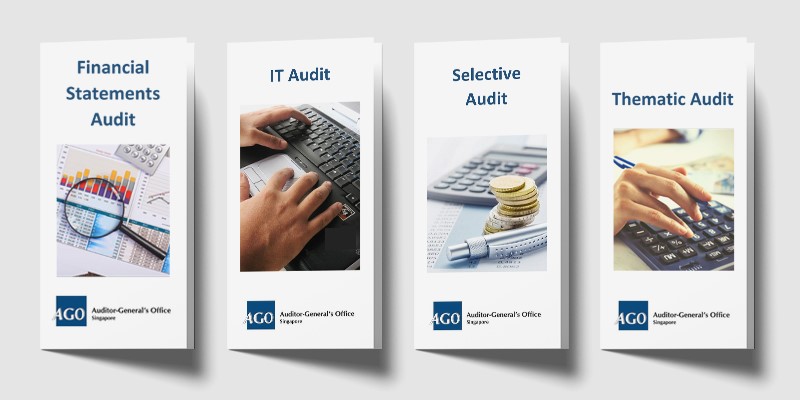 Financial
Statements
Audit
AGO
Auditor-General's Office
Singapore
IT Audit
AGO
Auditor-General's Office
Singapore
Selective
Audit
AGO
Auditor-General's Office
Singapore
Thematic Audit
AGO
Auditor-General's Office
Singapore